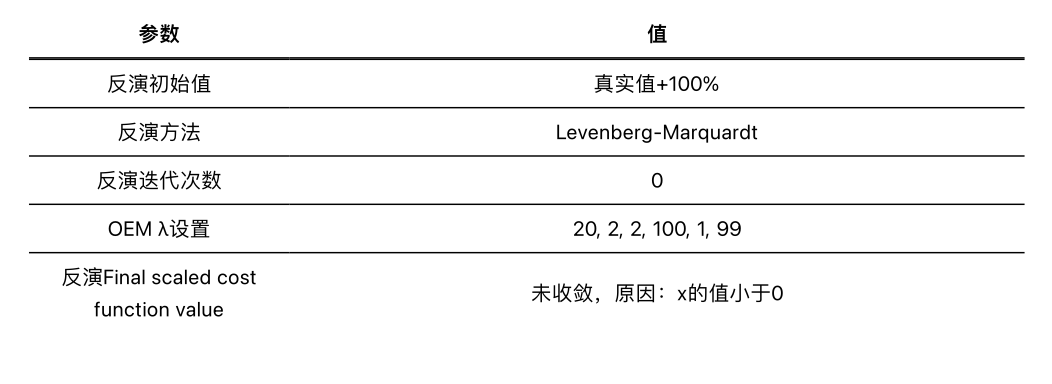 参数 值
反演初始值 真实值+100%
反演方法 Levenberg-Marquardt
反演迭代次数 0
OEM λ设置 20, 2, 2, 100, 1, 99
反演Final scaled cost
function value
未收敛，原因：x的值小于0